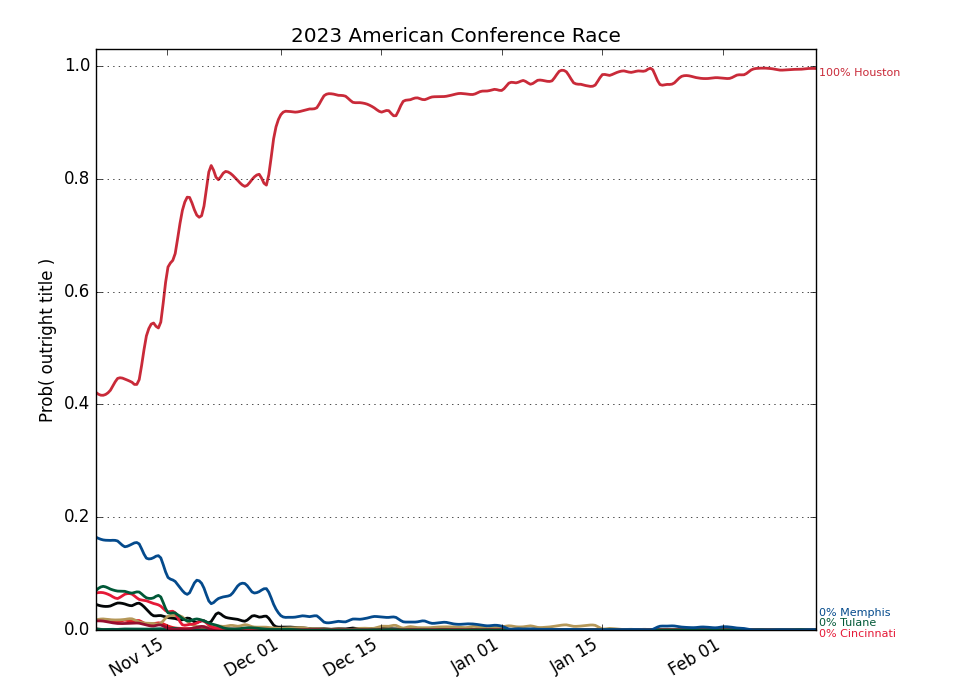 2023 American Conference Race
Prob( outright title )
1.0
0.8
0.6
0.4
0.2
0.0
100% Houston
0% Memphis
0% Tulane
0% Cincinnati
Nov 15
Dec 01
Dec 15
Jan 01
Jan 15
Feb 01